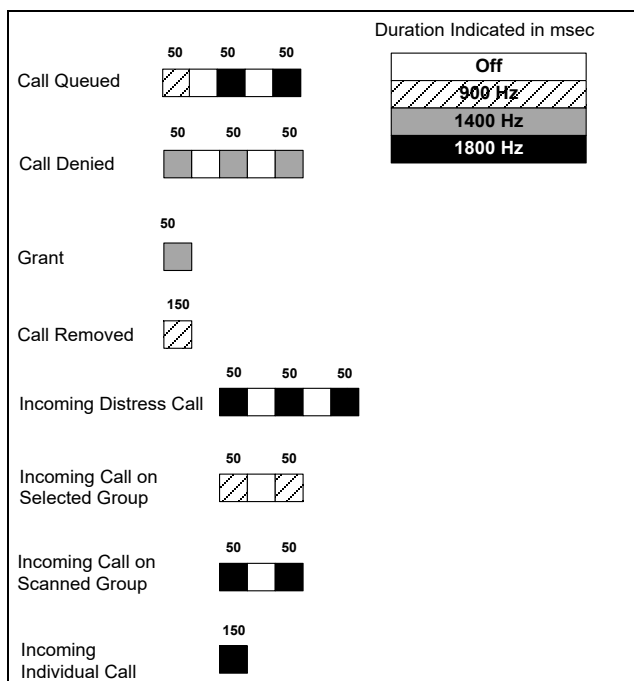 Duration Indicated in msec
Off
900 Hz
1400 Hz
1800 Hz
50 50 50
Call Queued
50 50 50
Call Denied
50
Grant
150
Call Removed
50 50 50
Incoming Distress Call
50 50
Incoming Call on
Selected Group
50 50
Incoming Call on
Scanned Group
150
Incoming
Individual Call